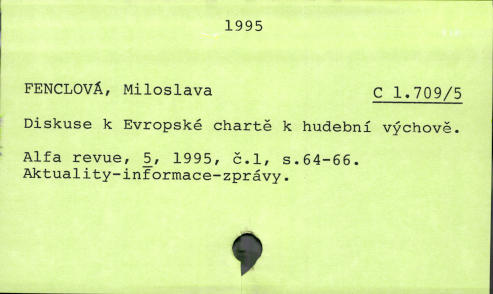 1995
FENCLOVÁ, Miloslava C 1.709/5
Diskuse k Evropské chartě k hudební výchově.
Alfa revue, 5, 1995, č.1, s.64-66.
Aktuality-informace-zprávy.